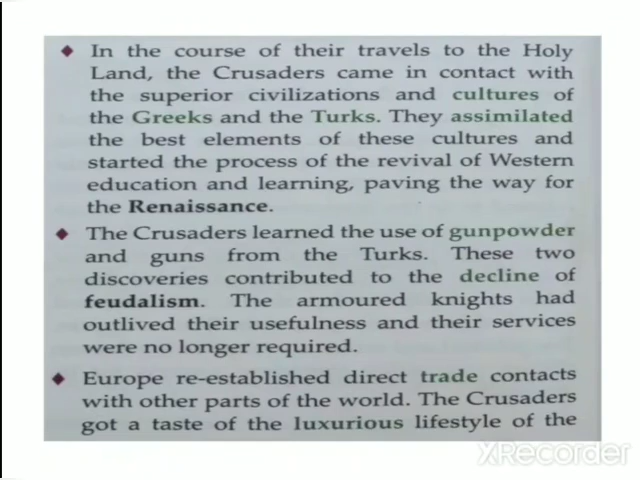 In the course of their travels to the Holy
Land, the Crusaders came in contact with
the superior civilizations and cultures of
the Greeks and the Turks. They assimilated
the best elements of these cultures and
started the process of the revival of Western
education and learning, paving the way for
the Renaissance.
The Crusaders learned the use of gunpowder
and guns from the Turks. These two
discoveries contributed to the decline of
feudalism. The armoured knights had
outlived their usefulness and their services
were no longer required.
Europe re-established direct trade contacts
with other parts of the world. The Crusaders
got a taste of the luxurious lifestyle of the
XRecorder